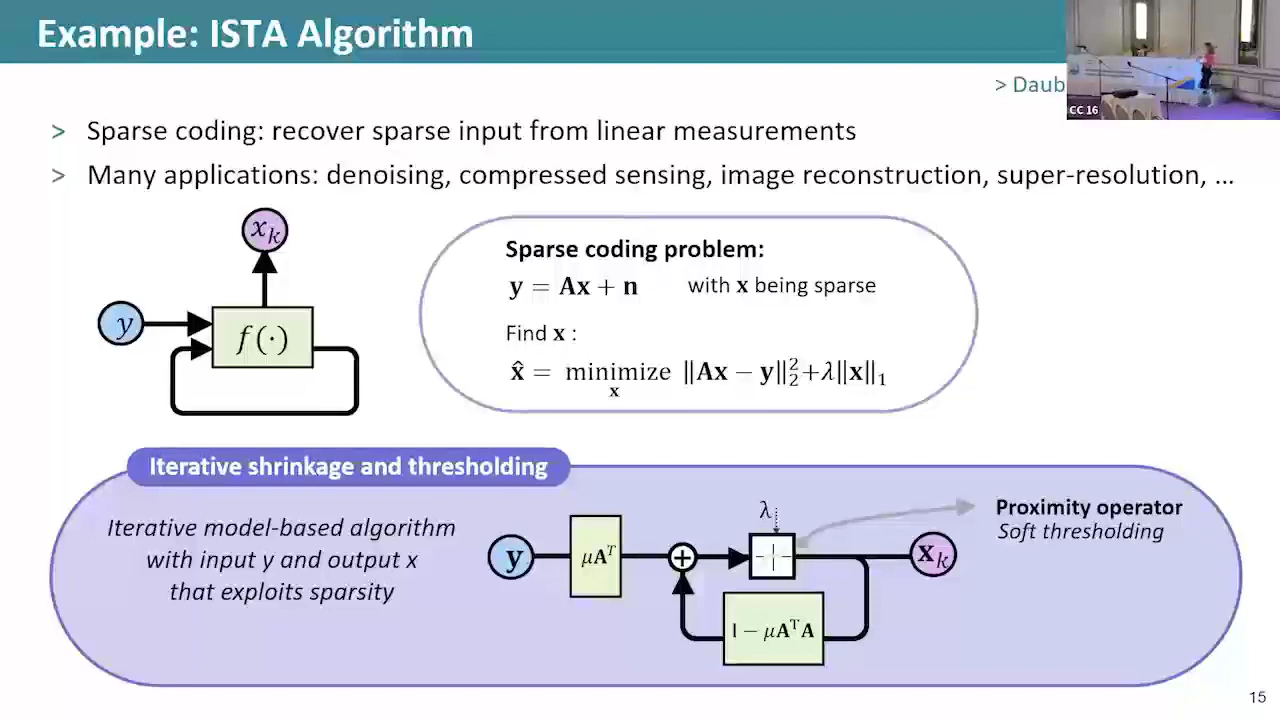 Example: ISTA Algorithm
CC 16
> Daub
> Sparse coding: recover sparse input from linear measurements
> Many applications: denoising, compressed sensing, image reconstruction, super-resolution, ...
x_k
y
f(·)
Sparse coding problem:
y = Ax + n with x being sparse
Find x :
x̂ = minimize ‖Ax − y‖₂²+λ‖x‖₁
x
Iterative shrinkage and thresholding
Iterative model-based algorithm
with input y and output x
that exploits sparsity
λ
Proximity operator
Soft thresholding
y
μAᵀ
+
x_k
I − μAᵀA
15